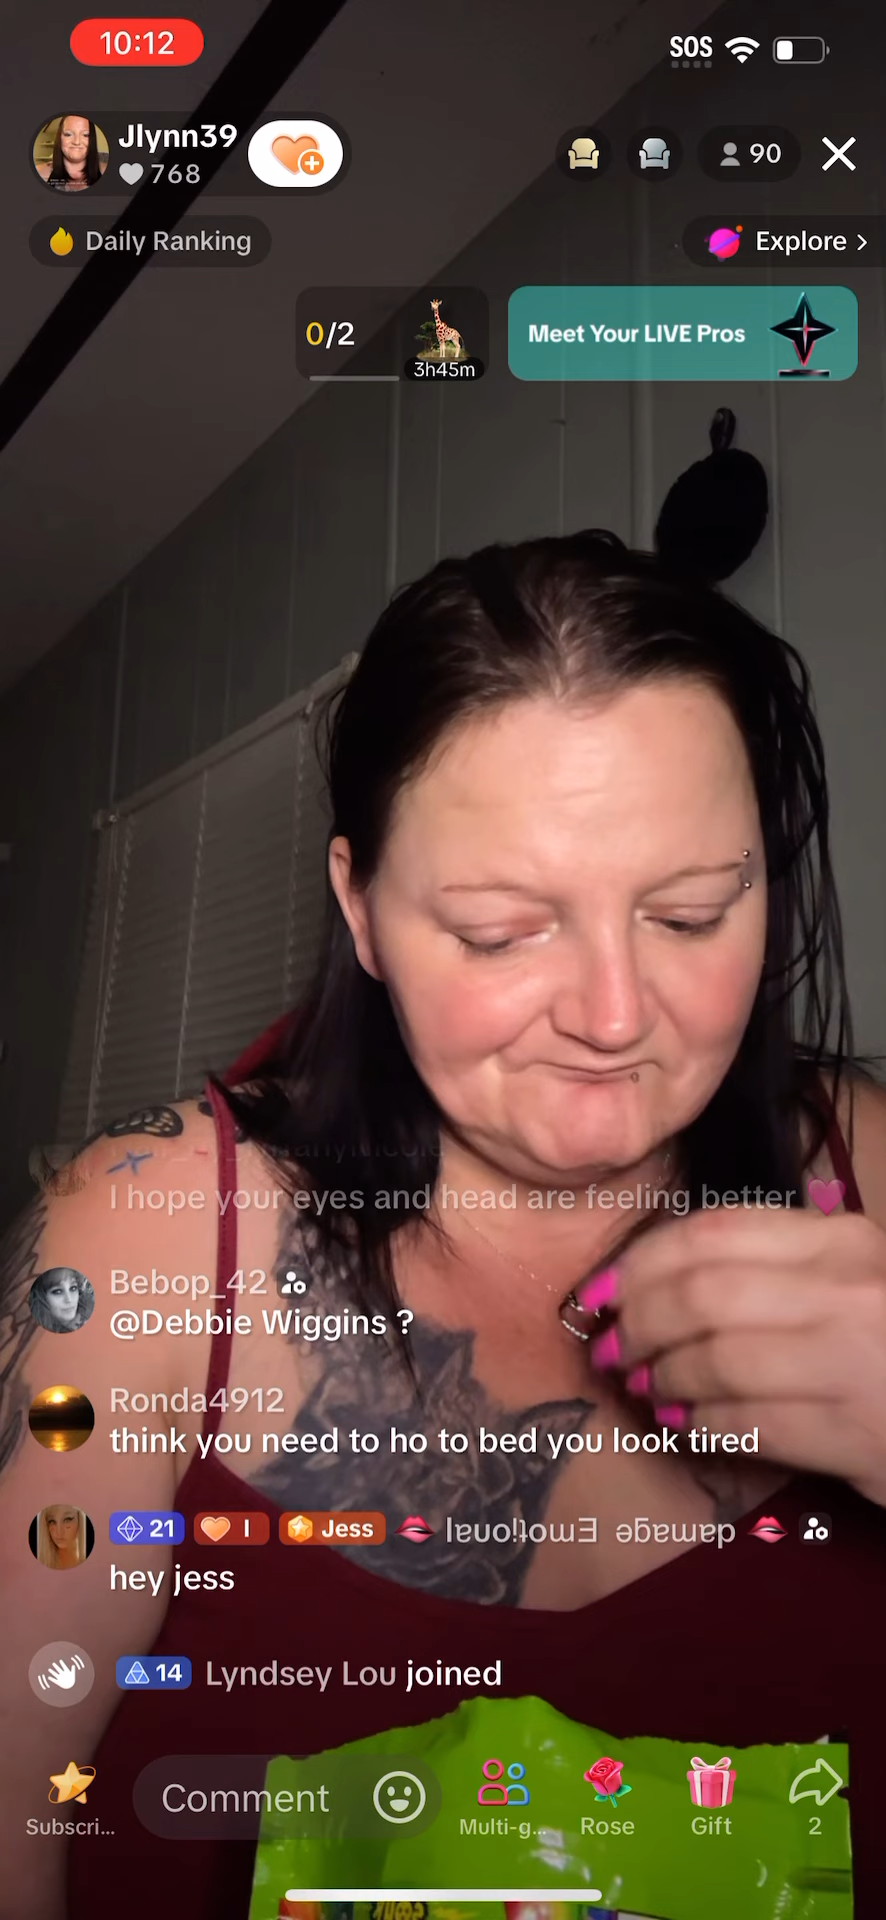 10:12
SOS
Jlynn39
768
90
Daily Ranking
Explore >
0/2
3h45m
Meet Your LIVE Pros
I hope your eyes and head are feeling better
Bebop_42
@Debbie Wiggins ?
Ronda4912
think you need to ho to bed you look tired
21 I Jess lɐuo!ʇoɯƎ ǝƃɐɯɐp
hey jess
14 Lyndsey Lou joined
Comment
Subscri...
Multi-g...
Rose
Gift
2